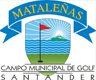 MATALEÑAS
CAMPO MUNICIPAL DE GOLF
SANTANDER